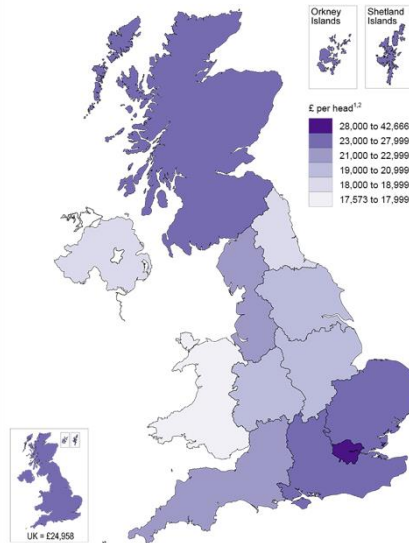 Orkney
Islands
Shetland
Islands
£ per head¹,²
28,000 to 42,666
23,000 to 27,999
21,000 to 22,999
19,000 to 20,999
18,000 to 18,999
17,573 to 17,999
UK = £24,958